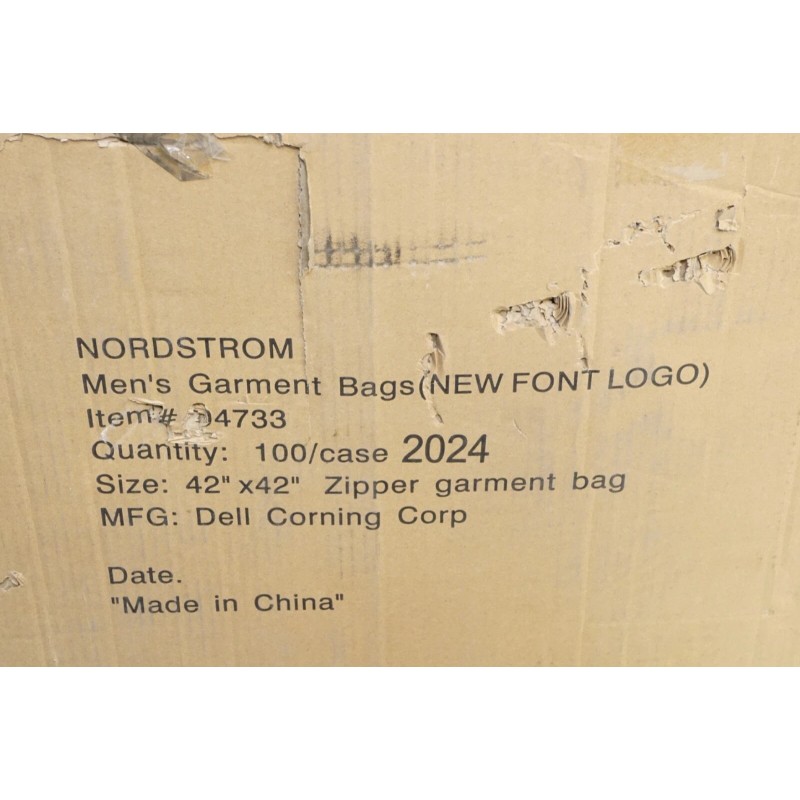 NORDSTROM
Men's Garment Bags(NEW FONT LOGO)
Item# 04733
Quantity: 100/case 2024
Size: 42" x42" Zipper garment bag
MFG: Dell Corning Corp
Date.
"Made in China"